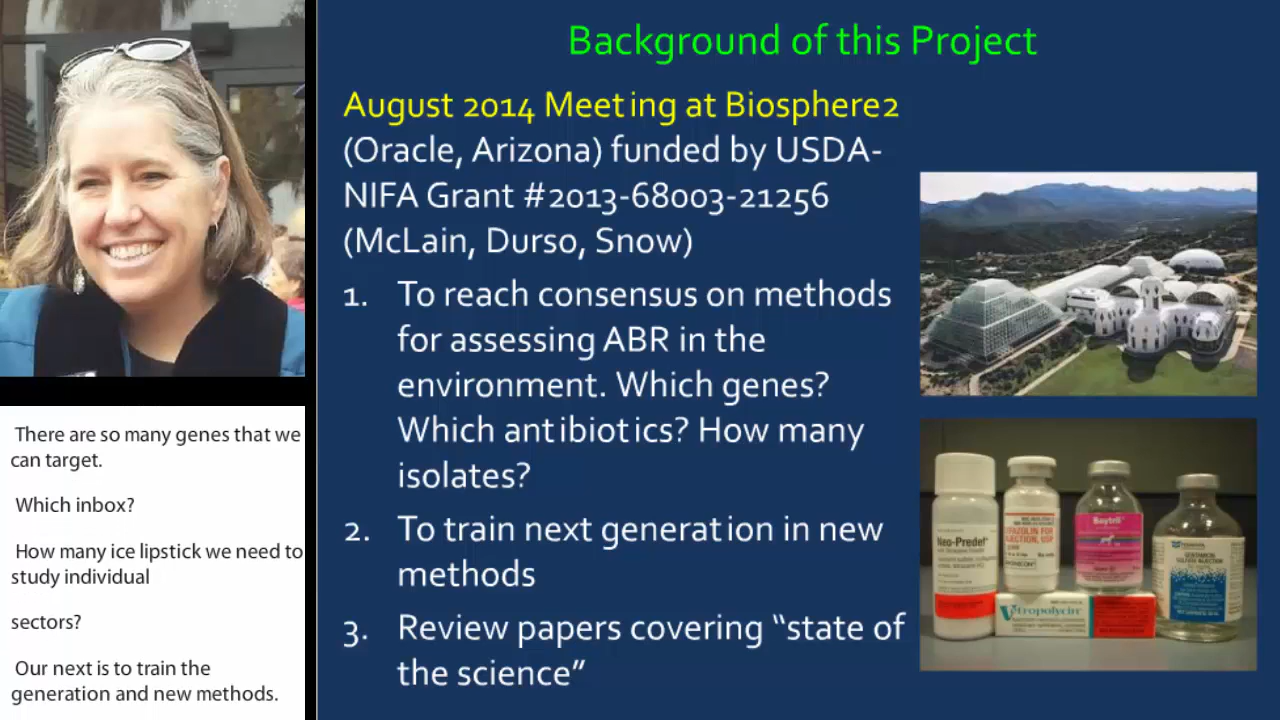 Background of this Project
August 2014 Meeting at Biosphere2
(Oracle, Arizona) funded by USDA-
NIFA Grant #2013-68003-21256
(McLain, Durso, Snow)
1. To reach consensus on methods
for assessing ABR in the
environment. Which genes?
Which antibiotics? How many
isolates?
2. To train next generation in new
methods
3. Review papers covering “state of
the science”
Neo-Predef
Baytril
Vetropolycin
There are so many genes that we
can target.
Which inbox?
How many ice lipstick we need to
study individual
sectors?
Our next is to train the
generation and new methods.